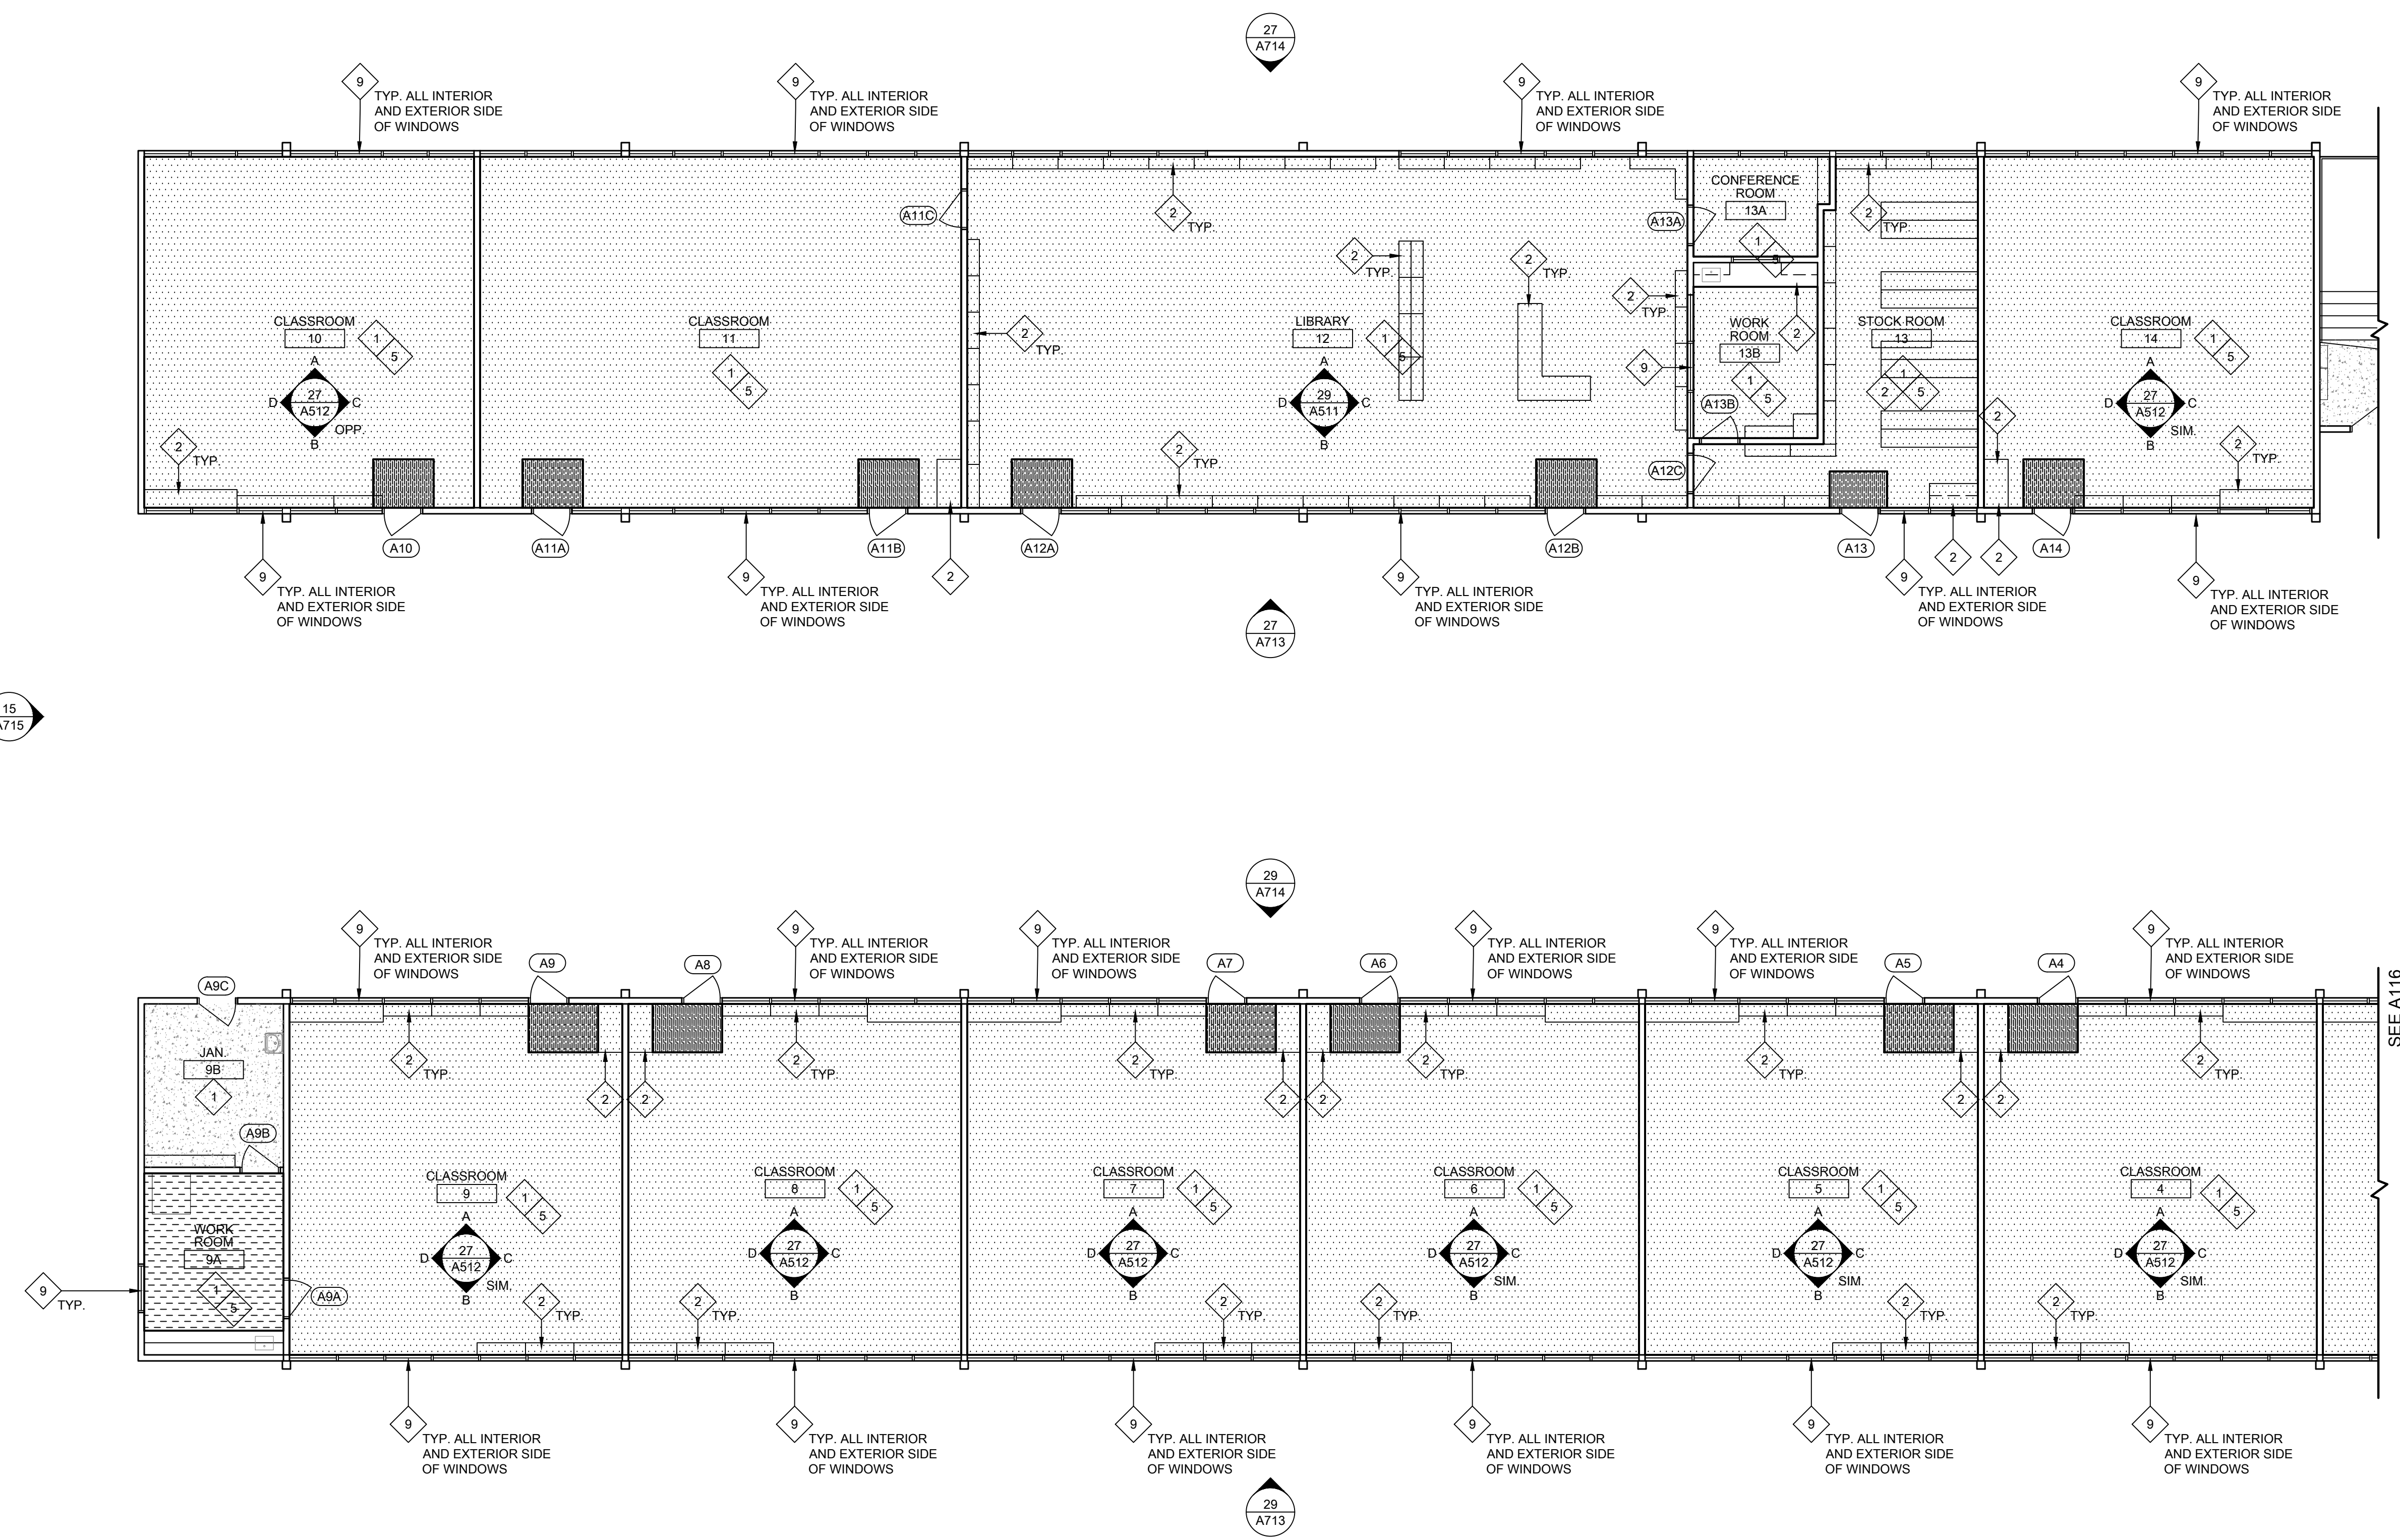 27
A714
9
TYP. ALL INTERIOR
AND EXTERIOR SIDE
OF WINDOWS
9
TYP. ALL INTERIOR
AND EXTERIOR SIDE
OF WINDOWS
9
TYP. ALL INTERIOR
AND EXTERIOR SIDE
OF WINDOWS
9
TYP. ALL INTERIOR
AND EXTERIOR SIDE
OF WINDOWS
CLASSROOM
10
1
5
A
D
27
A512
C
B
OPP.
2
TYP.
CLASSROOM
11
1
5
A11C
2
TYP.
2
TYP.
2
TYP.
2
TYP.
LIBRARY
12
1
5
A
D
29
A511
C
B
2
TYP.
2
TYP.
9
A13A
CONFERENCE
ROOM
13A
1
5
WORK
ROOM
13B
2
1
5
A13B
A12C
2
TYP.
STOCK ROOM
13
1
2
5
CLASSROOM
14
1
5
A
D
27
A512
C
B
SIM.
2
2
TYP.
A10
A11A
A11B
A12A
A12B
A13
A14
9
TYP. ALL INTERIOR
AND EXTERIOR SIDE
OF WINDOWS
9
TYP. ALL INTERIOR
AND EXTERIOR SIDE
OF WINDOWS
2
9
TYP. ALL INTERIOR
AND EXTERIOR SIDE
OF WINDOWS
9
TYP. ALL INTERIOR
AND EXTERIOR SIDE
OF WINDOWS
2
2
9
TYP. ALL INTERIOR
AND EXTERIOR SIDE
OF WINDOWS
27
A713
15
A715
29
A714
9
TYP. ALL INTERIOR
AND EXTERIOR SIDE
OF WINDOWS
9
TYP. ALL INTERIOR
AND EXTERIOR SIDE
OF WINDOWS
9
TYP. ALL INTERIOR
AND EXTERIOR SIDE
OF WINDOWS
9
TYP. ALL INTERIOR
AND EXTERIOR SIDE
OF WINDOWS
9
TYP. ALL INTERIOR
AND EXTERIOR SIDE
OF WINDOWS
9
TYP. ALL INTERIOR
AND EXTERIOR SIDE
OF WINDOWS
A9C
A9
A8
A7
A6
A5
A4
SEE A116
JAN.
9B
1
A9B
WORK
ROOM
9A
1
5
A9A
9
TYP.
2
TYP.
2
2
2
TYP.
2
TYP.
2
2
2
TYP.
2
TYP.
2
2
2
TYP.
CLASSROOM
9
1
5
A
D
27
A512
C
B
SIM.
2
TYP.
CLASSROOM
8
1
5
A
D
27
A512
C
B
2
TYP.
CLASSROOM
7
1
5
A
D
27
A512
C
B
2
TYP.
CLASSROOM
6
1
5
A
D
27
A512
C
B
SIM.
2
TYP.
CLASSROOM
5
1
5
A
D
27
A512
C
B
SIM.
2
TYP.
CLASSROOM
4
1
5
A
D
27
A512
C
B
SIM.
2
TYP.
9
TYP. ALL INTERIOR
AND EXTERIOR SIDE
OF WINDOWS
9
TYP. ALL INTERIOR
AND EXTERIOR SIDE
OF WINDOWS
9
TYP. ALL INTERIOR
AND EXTERIOR SIDE
OF WINDOWS
9
TYP. ALL INTERIOR
AND EXTERIOR SIDE
OF WINDOWS
9
TYP. ALL INTERIOR
AND EXTERIOR SIDE
OF WINDOWS
9
TYP. ALL INTERIOR
AND EXTERIOR SIDE
OF WINDOWS
29
A713